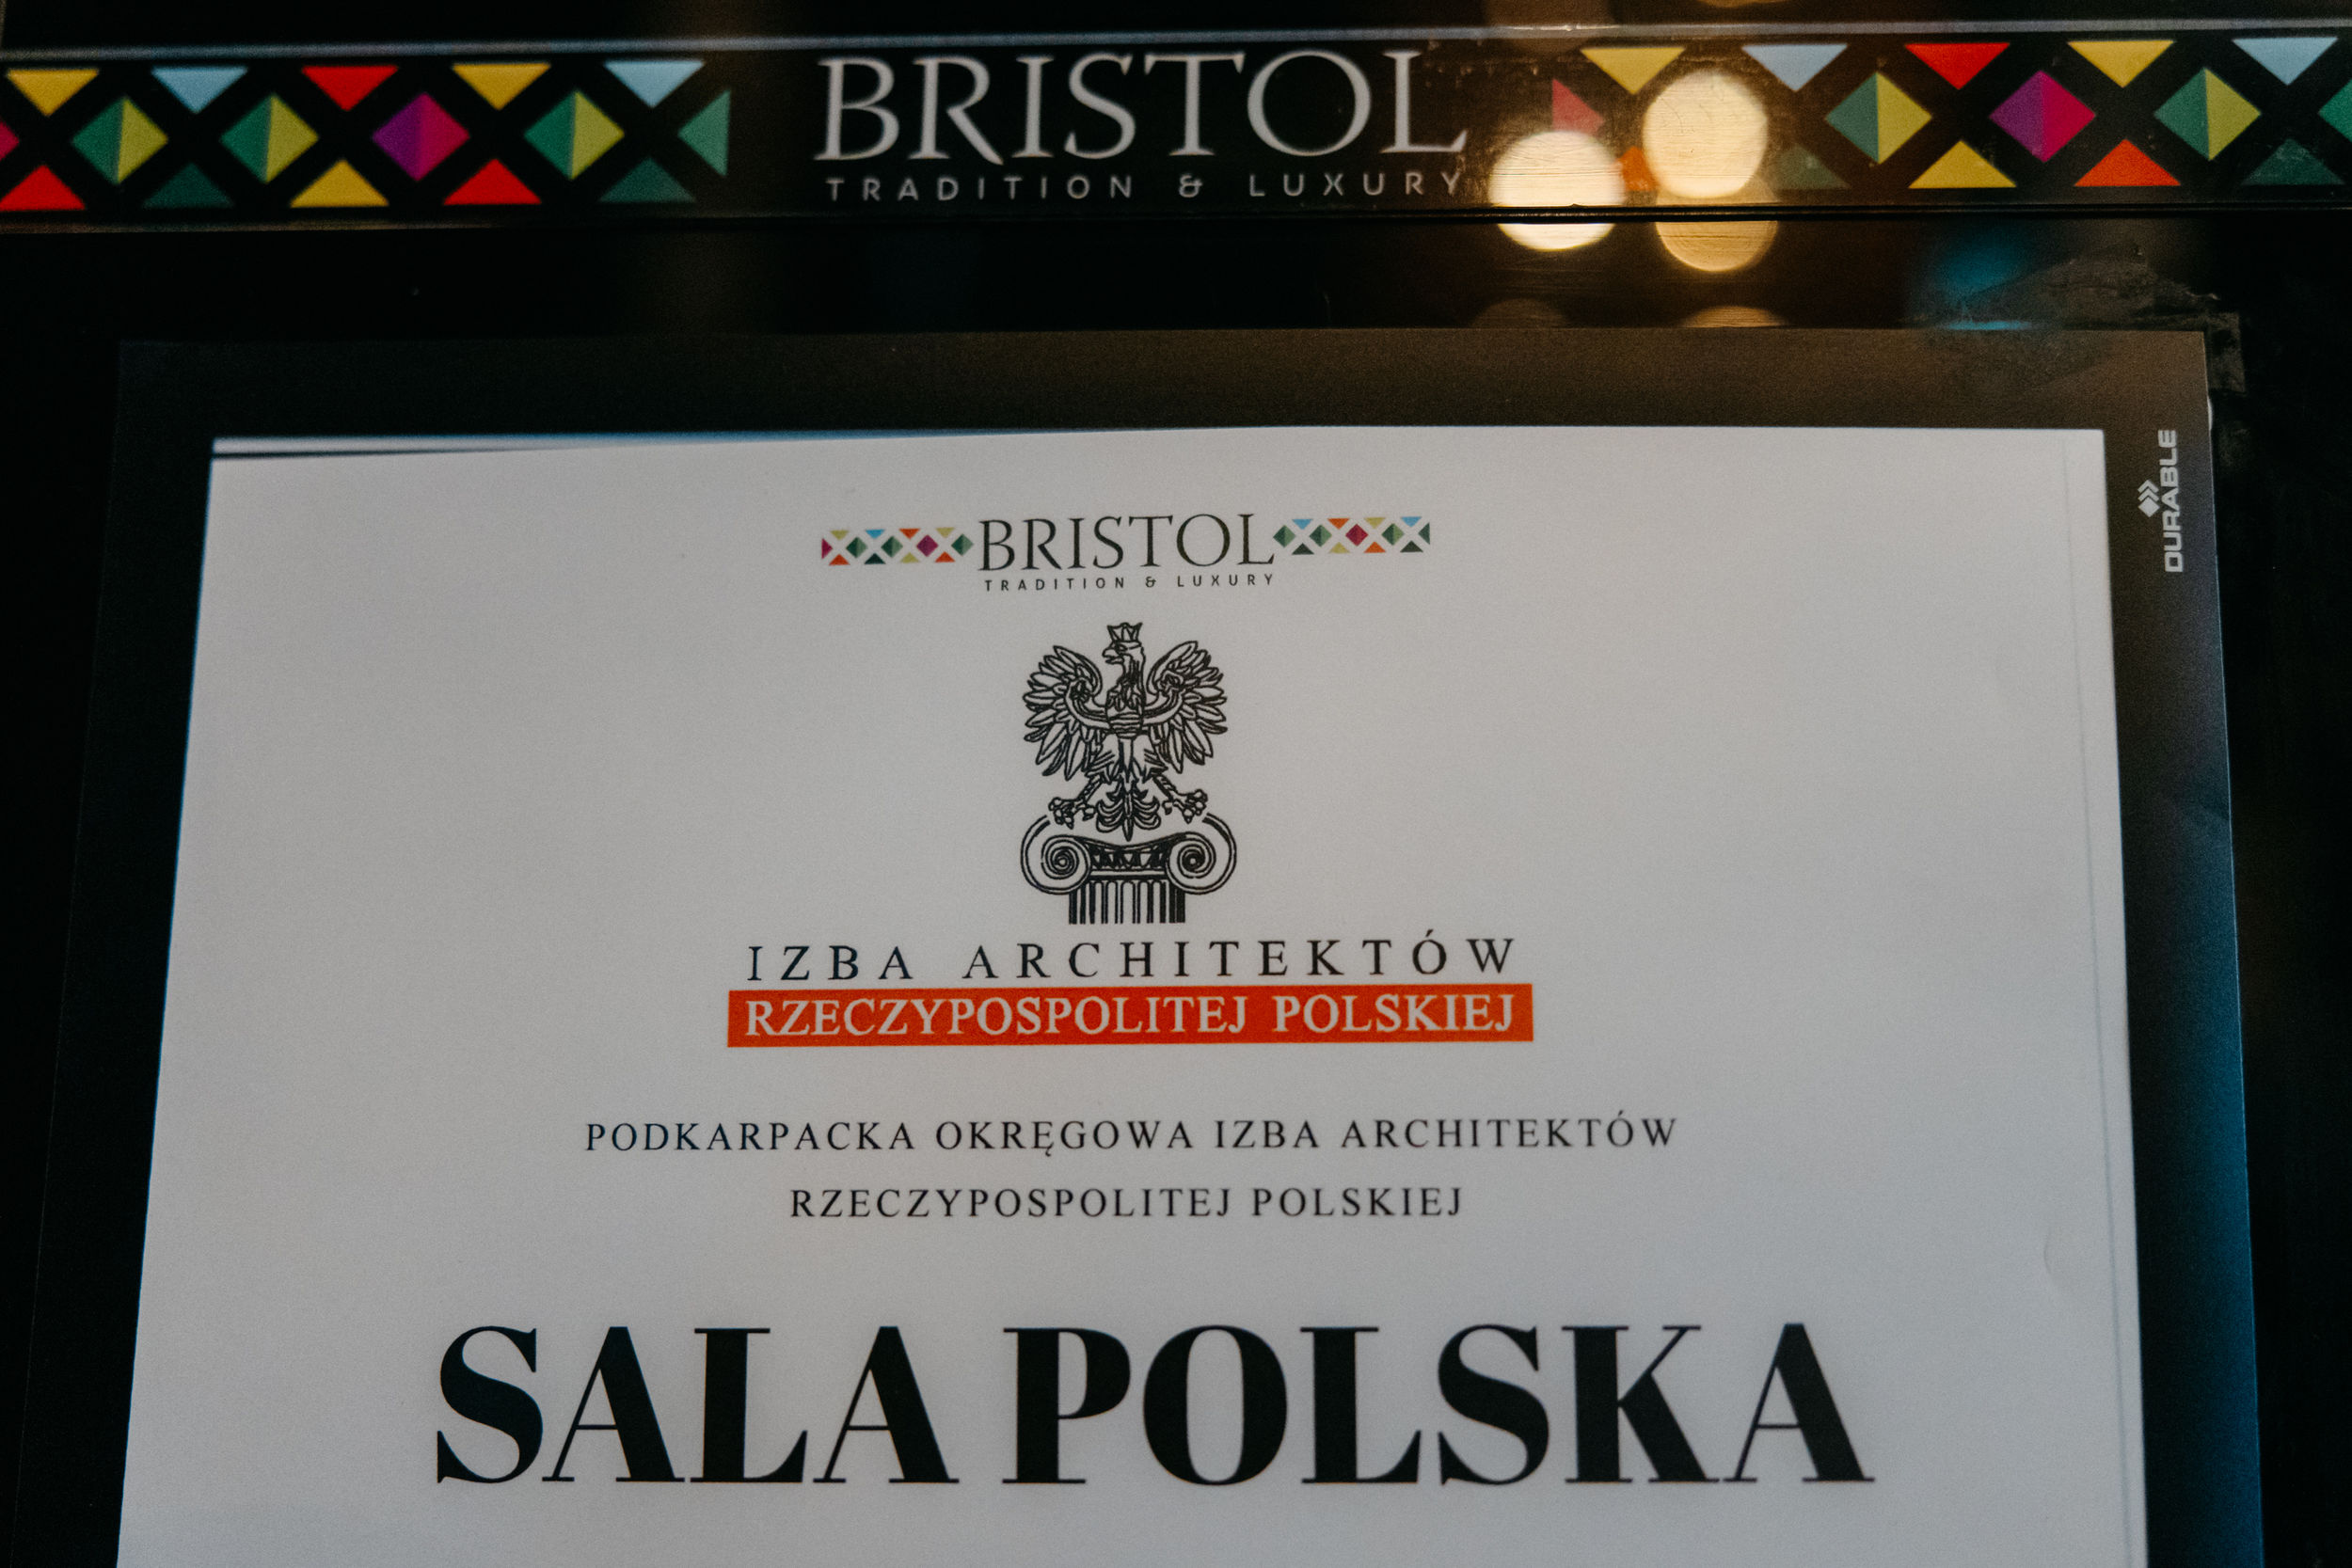 BRISTOL
TRADITION & LUXURY
DURABLE
BRISTOL
TRADITION & LUXURY
IZBA ARCHITEKTÓW
RZECZYPOSPOLITEJ POLSKIEJ
PODKARPACKA OKRĘGOWA IZBA ARCHITEKTÓW
RZECZYPOSPOLITEJ POLSKIEJ
SALA POLSKA